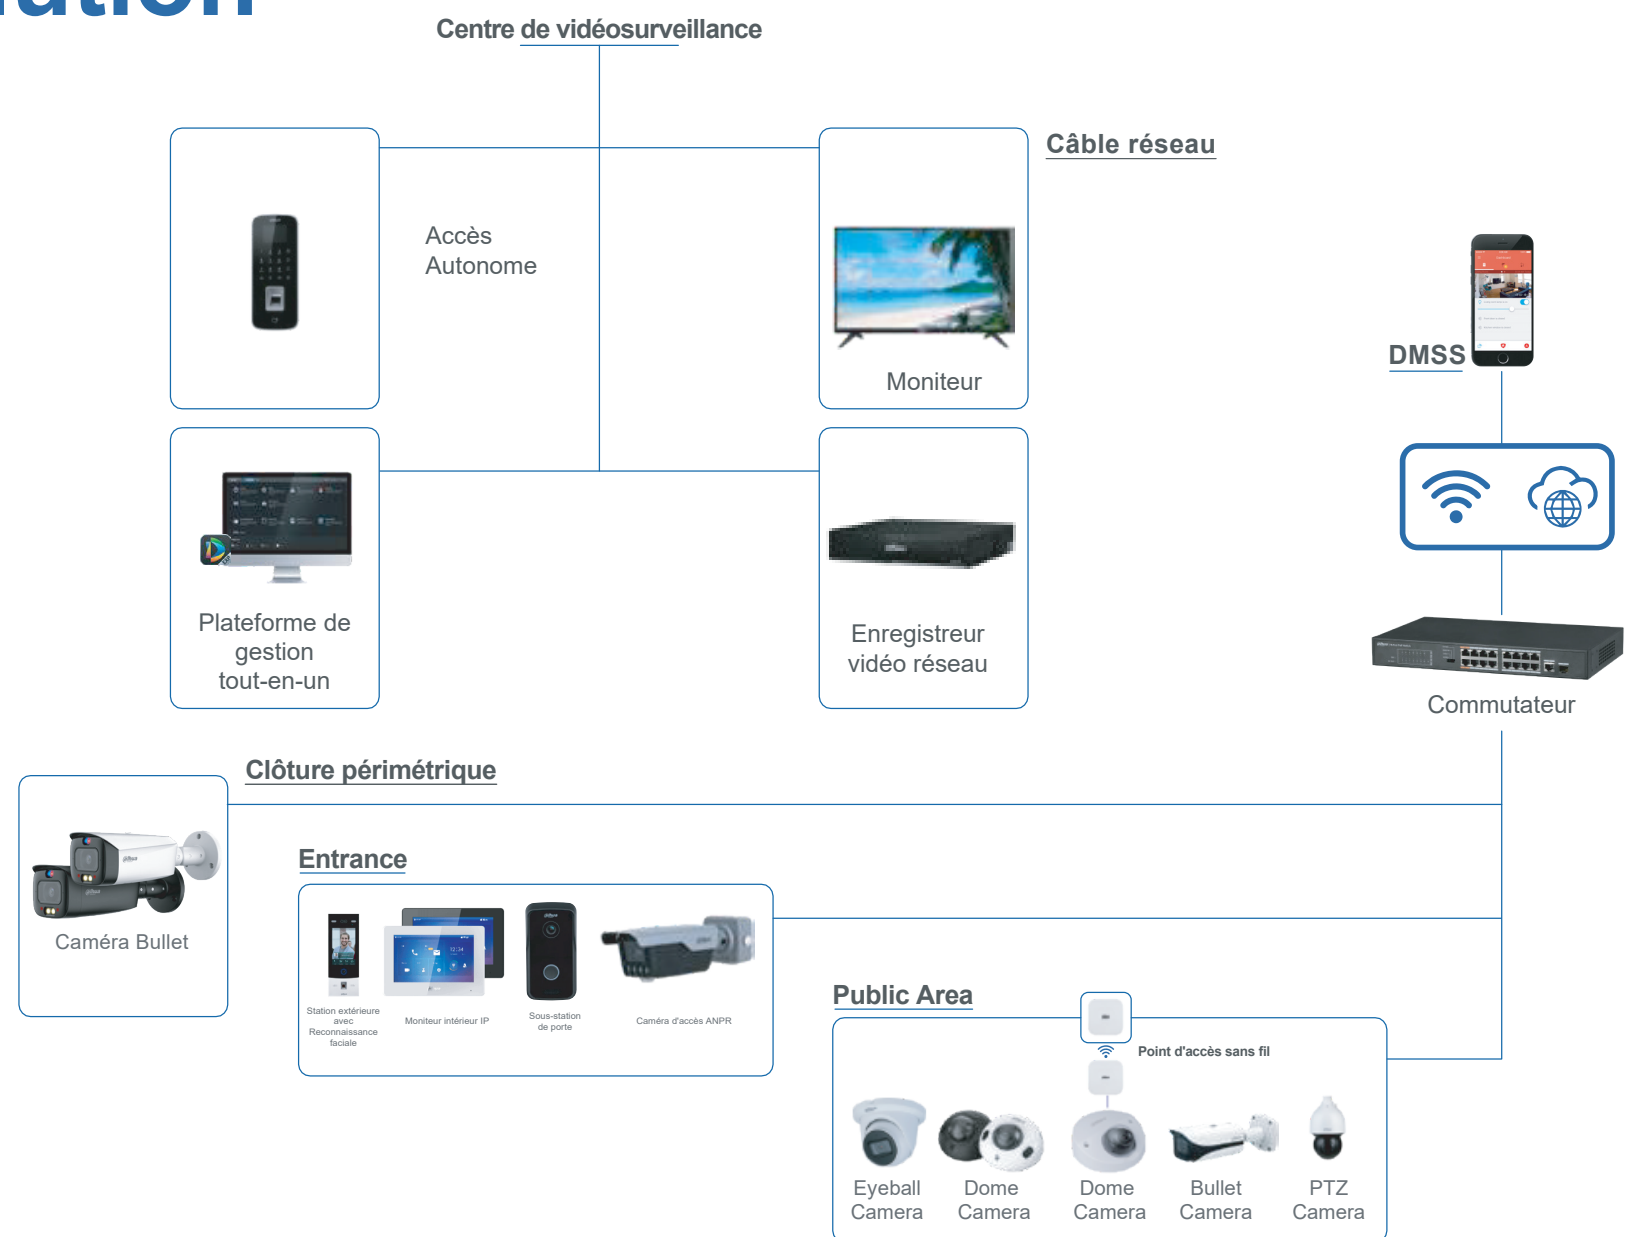 Centre de vidéosurveillance
Câble réseau
Accès
Autonome
Moniteur
DMSS
Plateforme de
gestion
tout-en-un
Enregistreur
vidéo réseau
Commutateur
Clôture périmétrique
Caméra Bullet
Entrance
Station extérieure
avec
Reconnaissance
faciale
Moniteur intérieur IP
Sous-station
de porte
Caméra d'accès ANPR
Public Area
Point d'accès sans fil
Eyeball
Camera
Dome
Camera
Dome
Camera
Bullet
Camera
PTZ
Camera